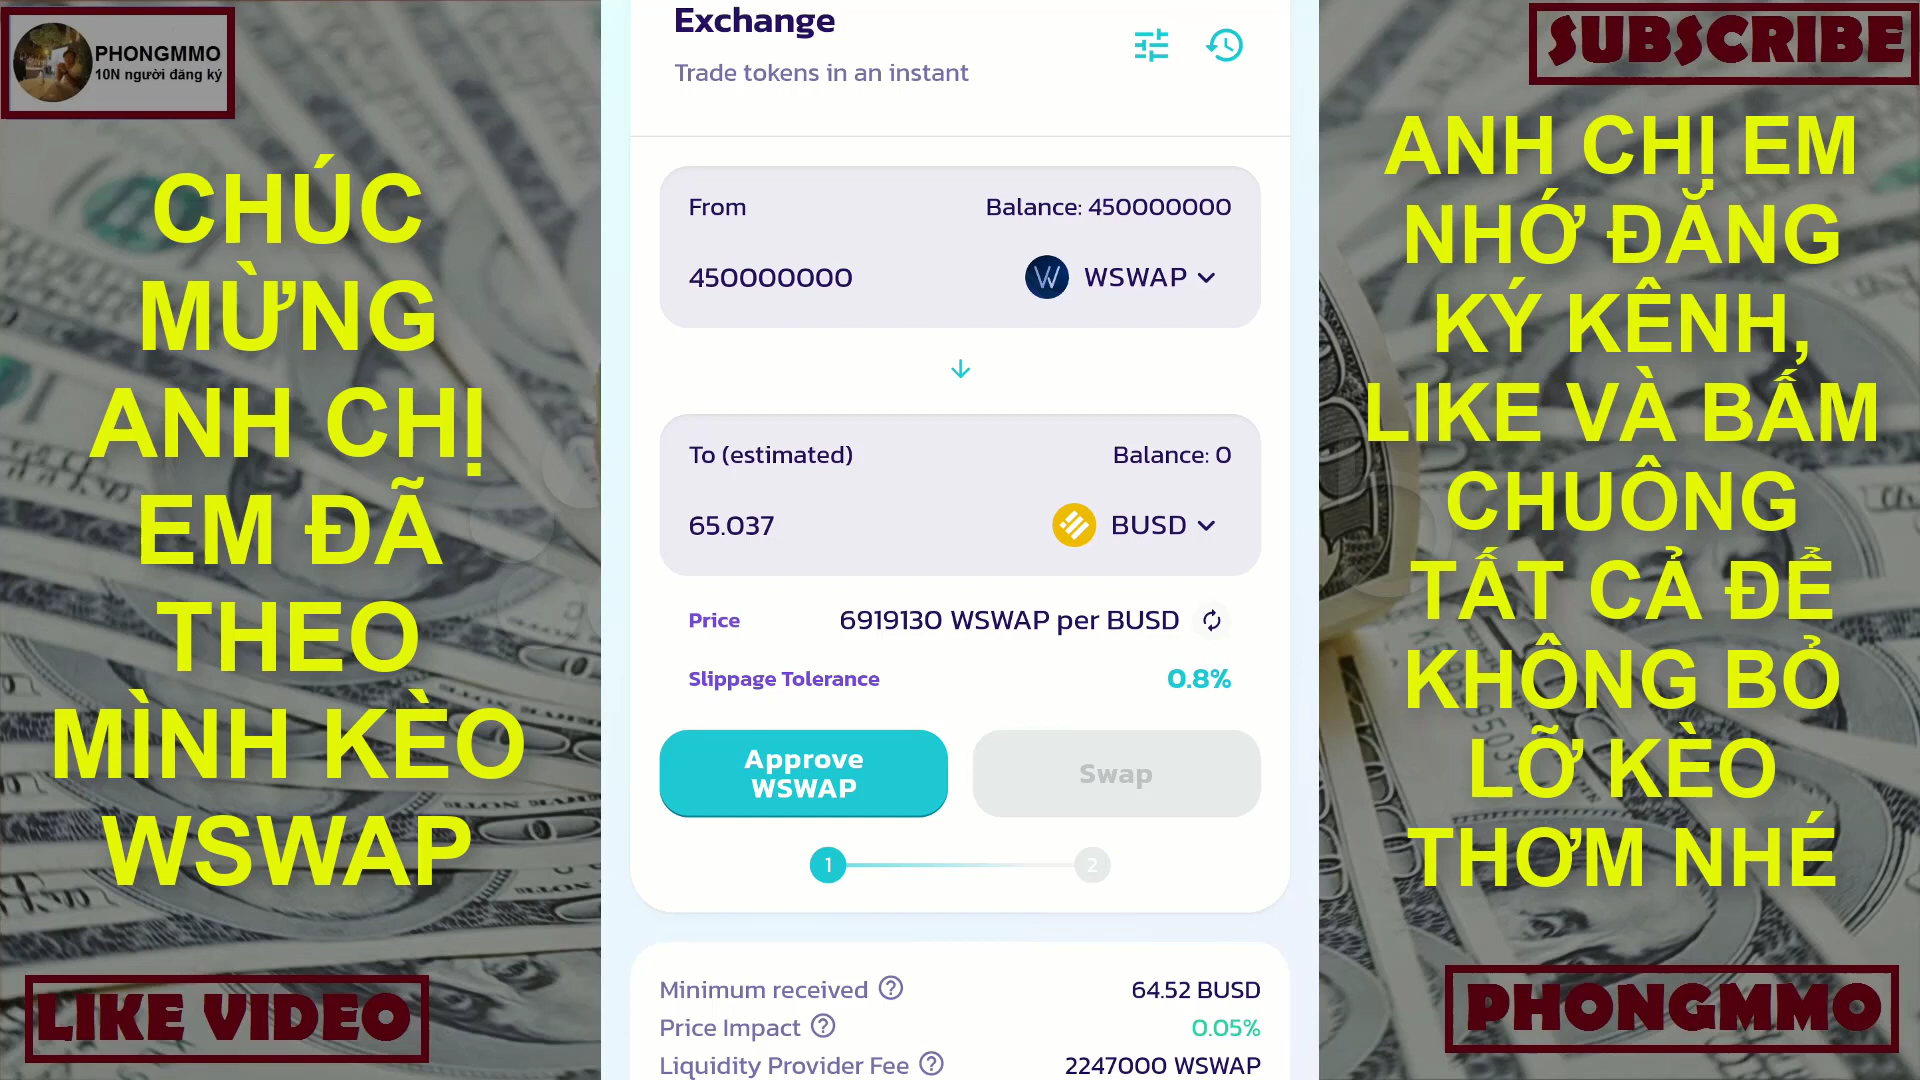 PHONGMMO
10N người đăng ký
CHÚC
MỪNG
ANH CHỊ
EM ĐÃ
THEO
MÌNH KÈO
WSWAP
LIKE VIDEO
Exchange
Trade tokens in an instant
From
Balance: 450000000
450000000
WSWAP
To (estimated)
Balance: 0
65.037
BUSD
Price
6919130 WSWAP per BUSD
Slippage Tolerance
0.8%
Approve
WSWAP
Swap
1
2
Minimum received
64.52 BUSD
Price Impact
0.05%
Liquidity Provider Fee
2247000 WSWAP
SUBSCRIBE
ANH CHỊ EM
NHỚ ĐĂNG
KÝ KÊNH,
LIKE VÀ BẤM
CHUÔNG
TẤT CẢ ĐỂ
KHÔNG BỎ
LỠ KÈO
THƠM NHÉ
PHONGMMO